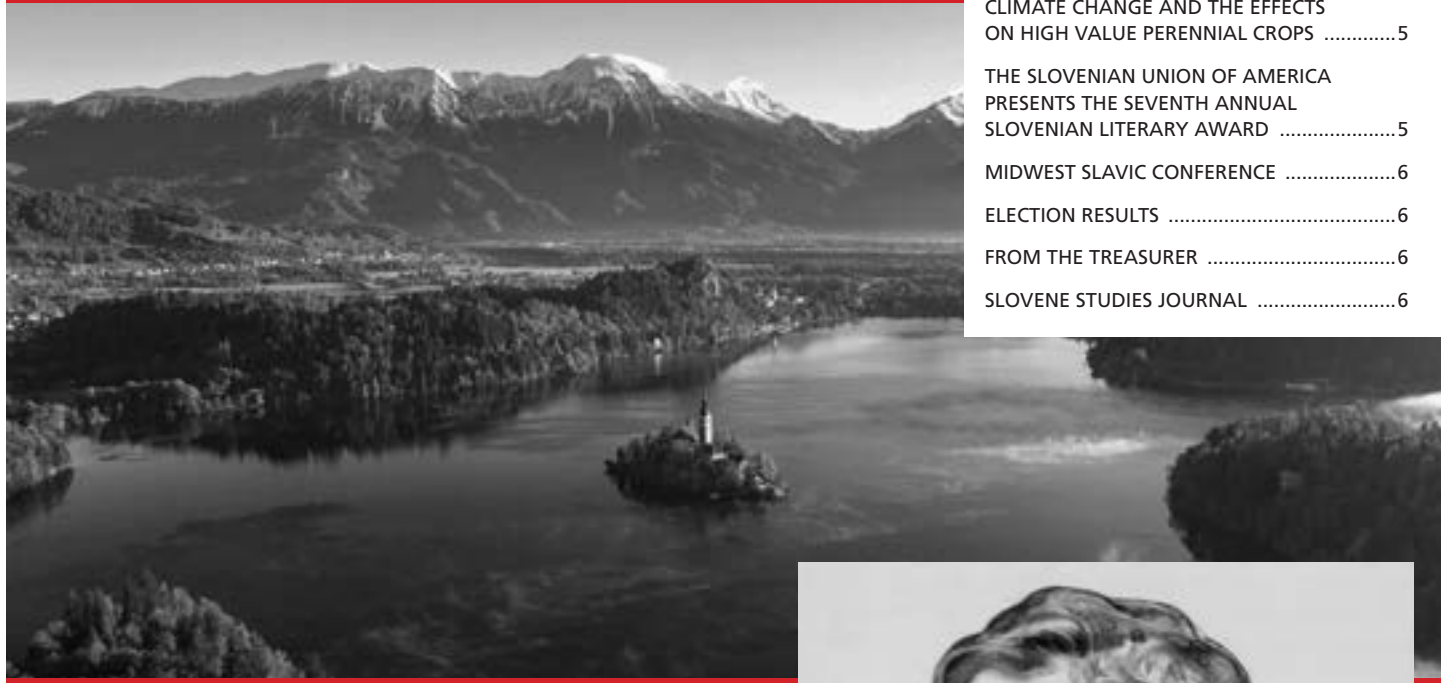 CLIMATE CHANGE AND THE EFFECTS
ON HIGH VALUE PERENNIAL CROPS .............5
THE SLOVENIAN UNION OF AMERICA
PRESENTS THE SEVENTH ANNUAL
SLOVENIAN LITERARY AWARD .....................5
MIDWEST SLAVIC CONFERENCE ....................6
ELECTION RESULTS .........................................6
FROM THE TREASURER ..................................6
SLOVENE STUDIES JOURNAL .........................6